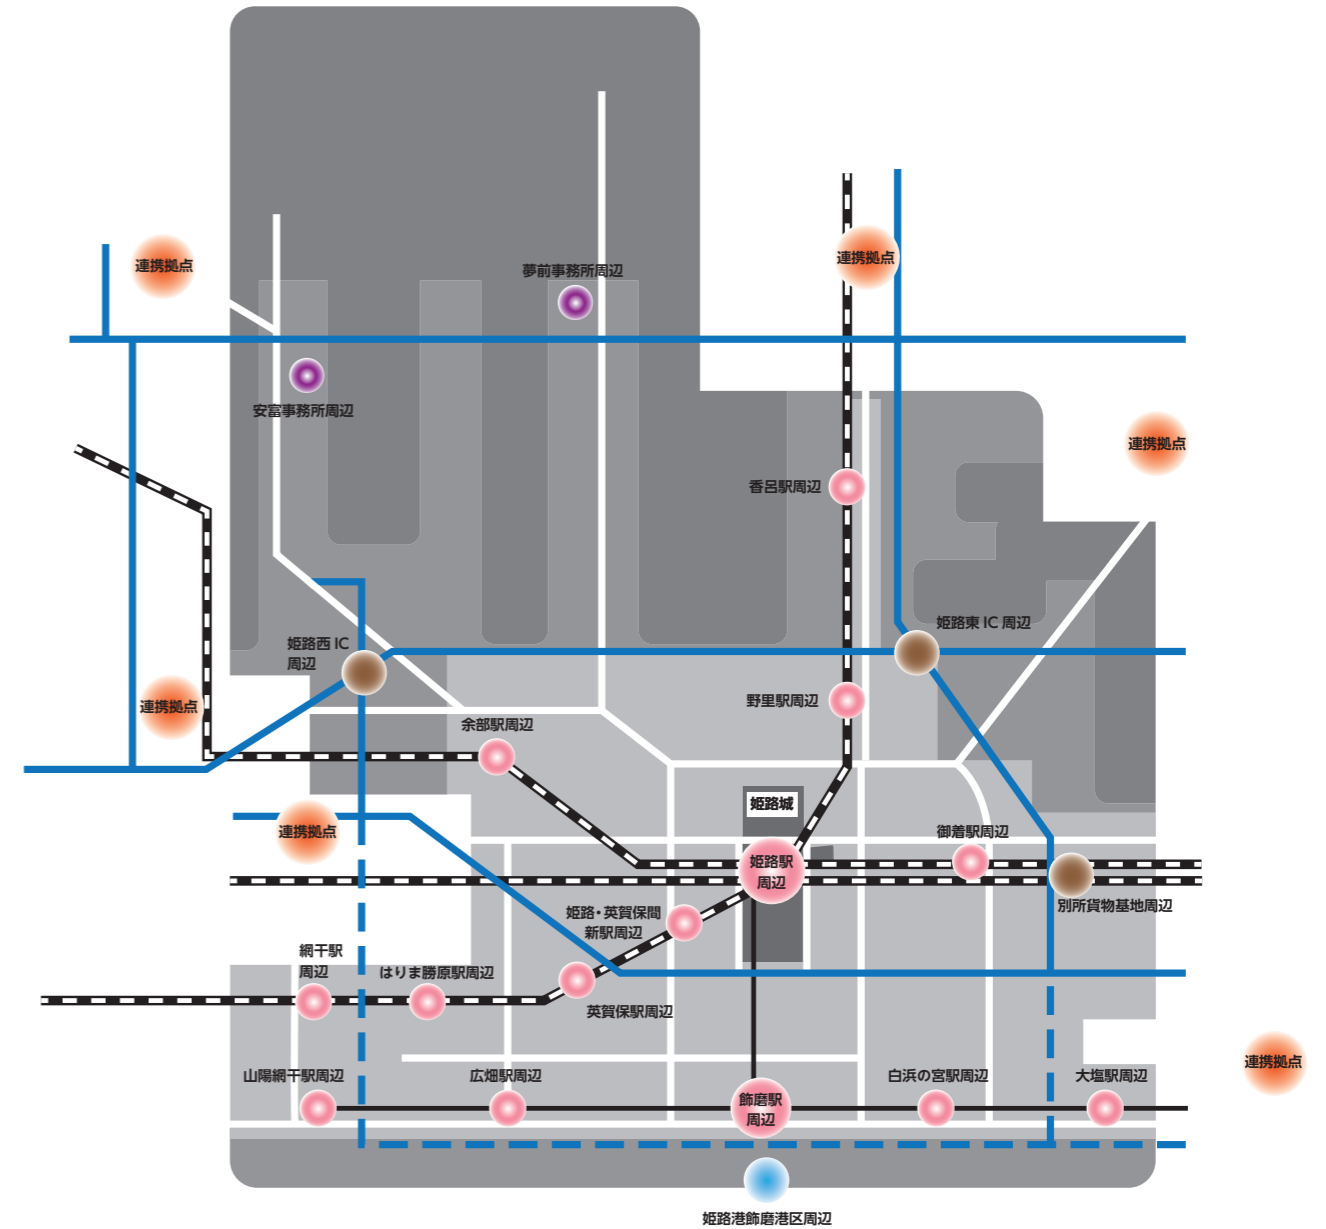 連携拠点
連携拠点
夢前事務所周辺
安富事務所周辺
連携拠点
香呂駅周辺
姫路東 IC 周辺
姫路西 IC
周辺
野里駅周辺
連携拠点
余部駅周辺
姫路城
連携拠点
御着駅周辺
姫路駅
周辺
別所貨物基地周辺
姫路・英賀保間
新駅周辺
網干駅
周辺
はりま勝原駅周辺
英賀保駅周辺
連携拠点
山陽網干駅周辺
広畑駅周辺
飾磨駅
周辺
白浜の宮駅周辺
大塩駅周辺
姫路港飾磨港区周辺